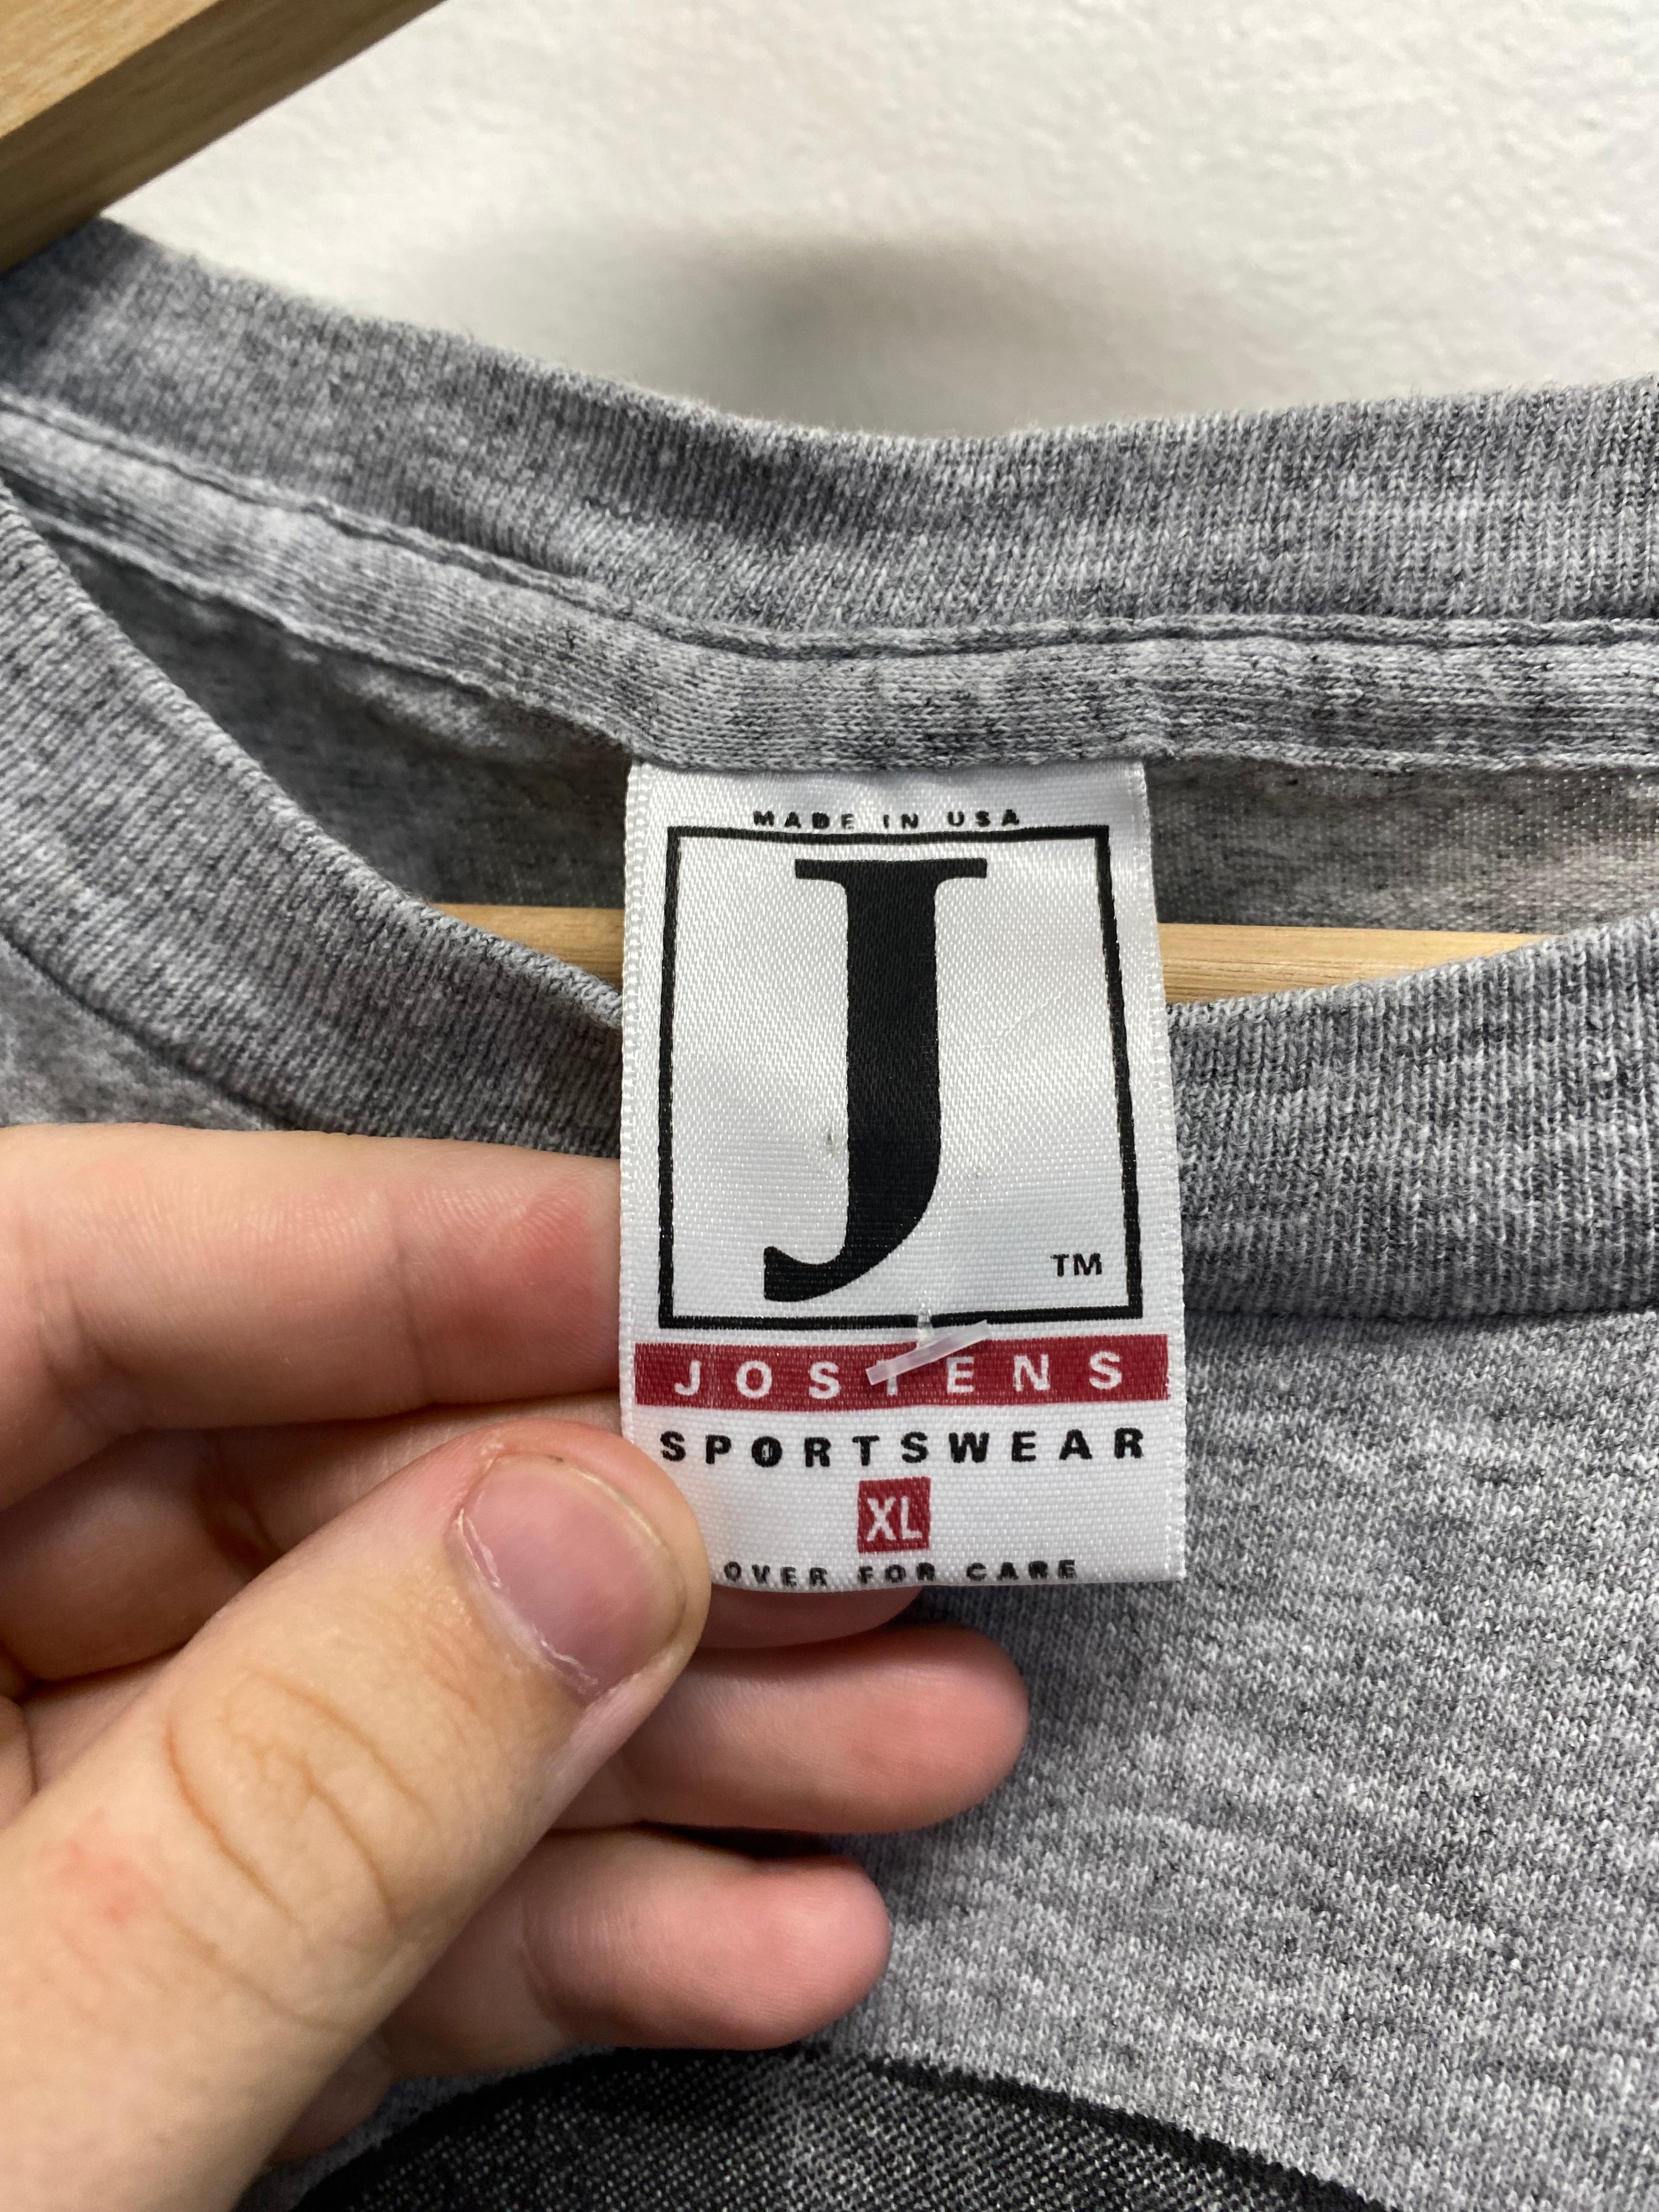 MADE IN USA
J
TM
JOSTENS
SPORTSWEAR
XL
OVER FOR CARE